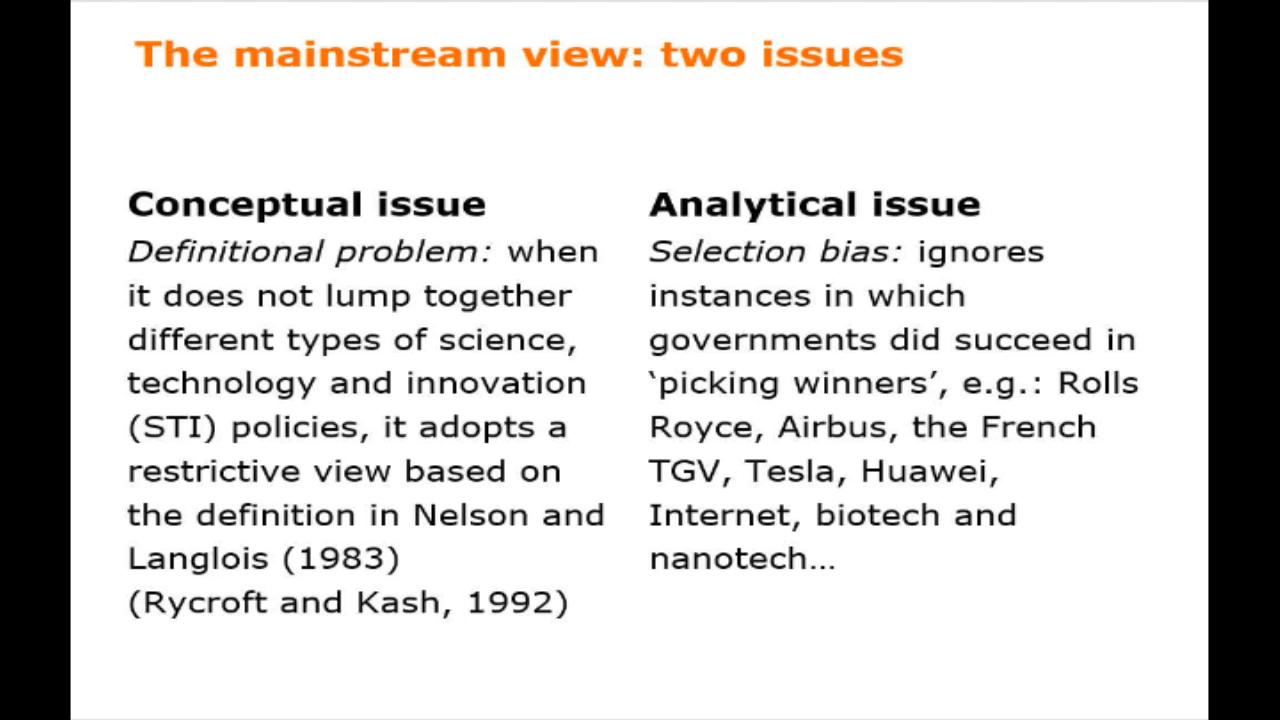 The mainstream view: two issues
Conceptual issue
Definitional problem: when
it does not lump together
different types of science,
technology and innovation
(STI) policies, it adopts a
restrictive view based on
the definition in Nelson and
Langlois (1983)
(Rycroft and Kash, 1992)
Analytical issue
Selection bias: ignores
instances in which
governments did succeed in
‘picking winners’, e.g.: Rolls
Royce, Airbus, the French
TGV, Tesla, Huawei,
Internet, biotech and
nanotech…